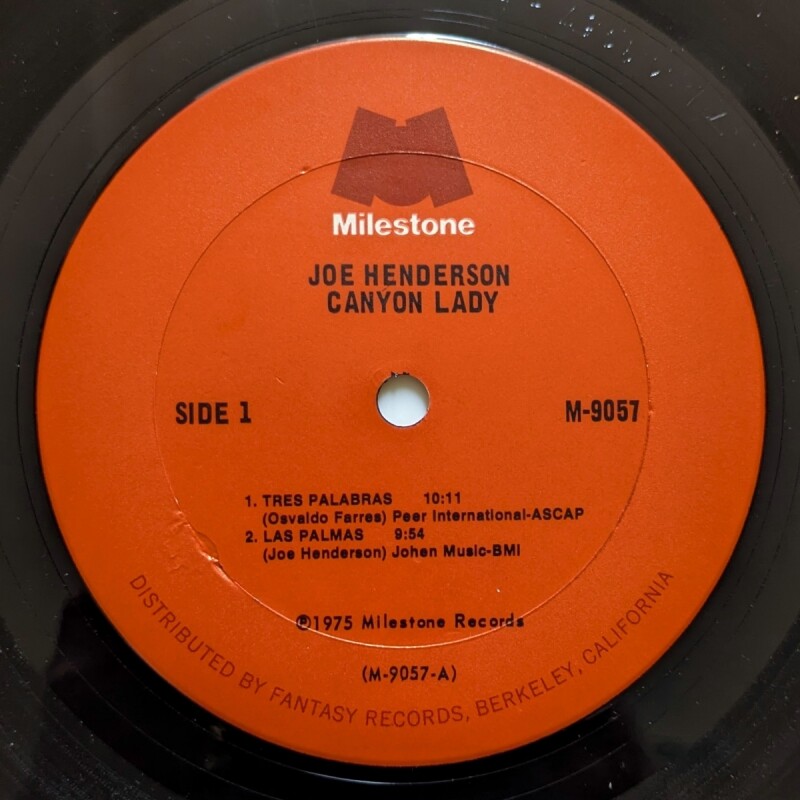 Milestone
JOE HENDERSON
CANYON LADY
SIDE 1
M-9057
1. TRES PALABRAS 10:11
(Osvaldo Farres) Peer International-ASCAP
2. LAS PALMAS 9:54
(Joe Henderson) Johen Music-BMI
℗1975 Milestone Records
(M-9057-A)
DISTRIBUTED BY FANTASY RECORDS, BERKELEY, CALIFORNIA